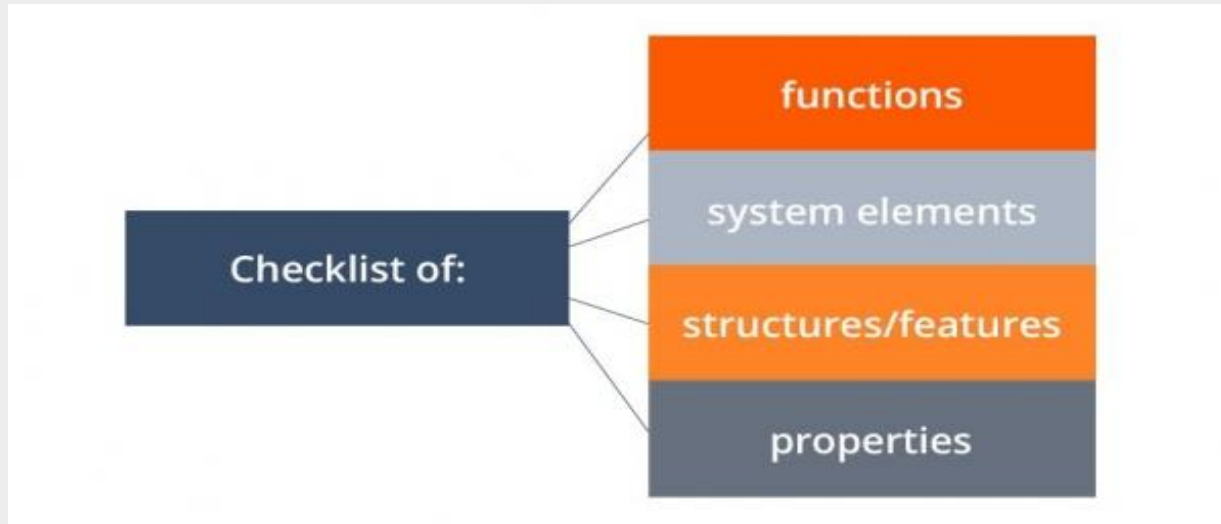 Checklist of:
functions
system elements
structures/features
properties